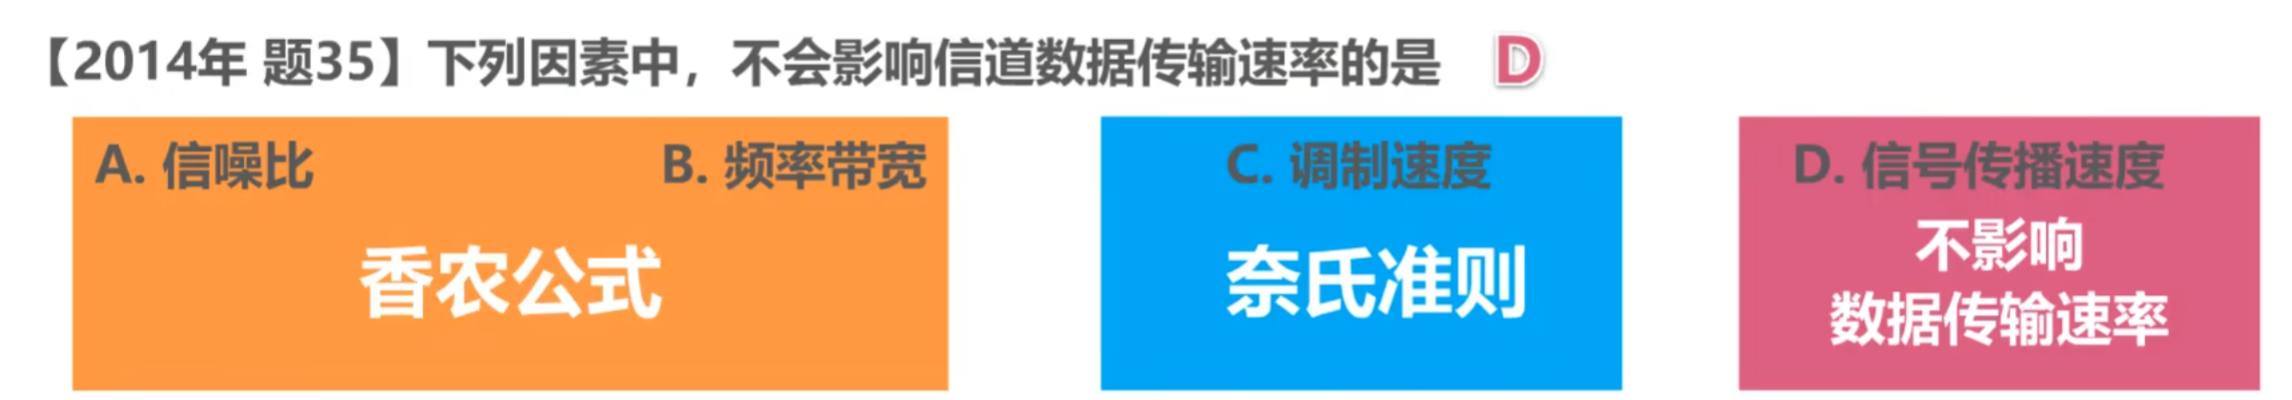 【2014年 题35】下列因素中，不会影响信道数据传输速率的是 D
A. 信噪比 B. 频率带宽 C. 调制速度 D. 信号传播速度
香农公式
奈氏准则
不影响
数据传输速率